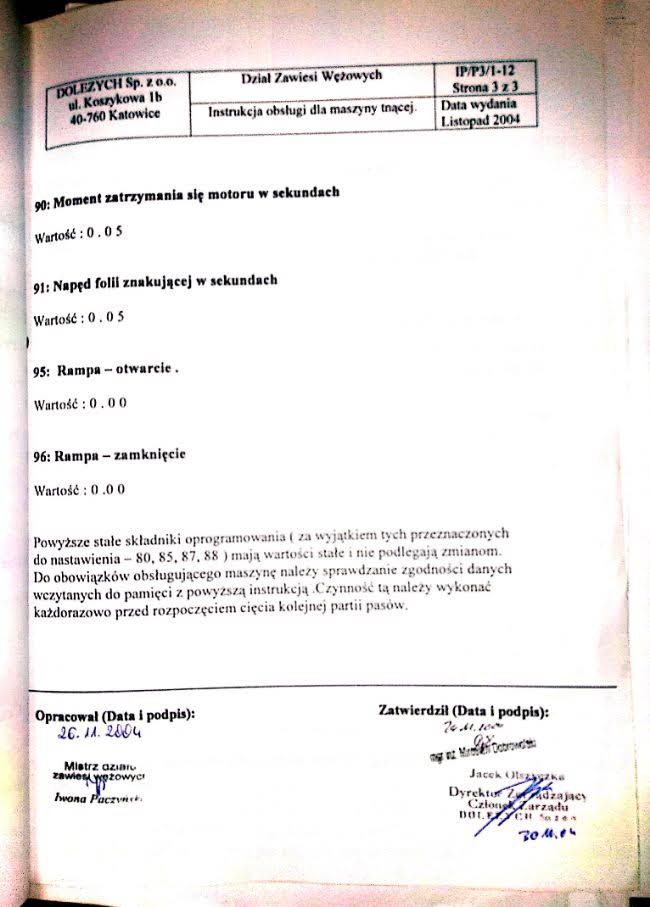 DOLEZYCH Sp. z o.o.
ul. Koszykowa 1b
40-760 Katowice
Dział Zawiesi Wężowych
Instrukcja obsługi dla maszyny tnącej.
IP/P3/1-12
Strona 3 z 3
Data wydania
Listopad 2004
90: Moment zatrzymania się motoru w sekundach
Wartość : 0 . 0 5
91: Napęd folii znakującej w sekundach
Wartość : 0 . 0 5
95: Rampa – otwarcie .
Wartość : 0 . 0 0
96: Rampa – zamknięcie
Wartość : 0 .0 0
Powyższe stałe składniki oprogramowania ( za wyjątkiem tych przeznaczonych
do nastawienia – 80, 85, 87, 88 ) mają wartości stałe i nie podlegają zmianom.
Do obowiązków obsługującego maszynę należy sprawdzanie zgodności danych
wczytanych do pamięci z powyższą instrukcją .Czynność tą należy wykonać
każdorazowo przed rozpoczęciem cięcia kolejnej partii pasów.
Opracował (Data i podpis):
26. 11. 2004
Mistrz działu
zawiesi wężowych
Iwona
Zatwierdził (Data i podpis):
mgr inż. Dobrowolski
Jacek
Dyrektor Zarządzający
Członek Zarządu
DOLEZYCH Sp. z o.o.
30.11.04